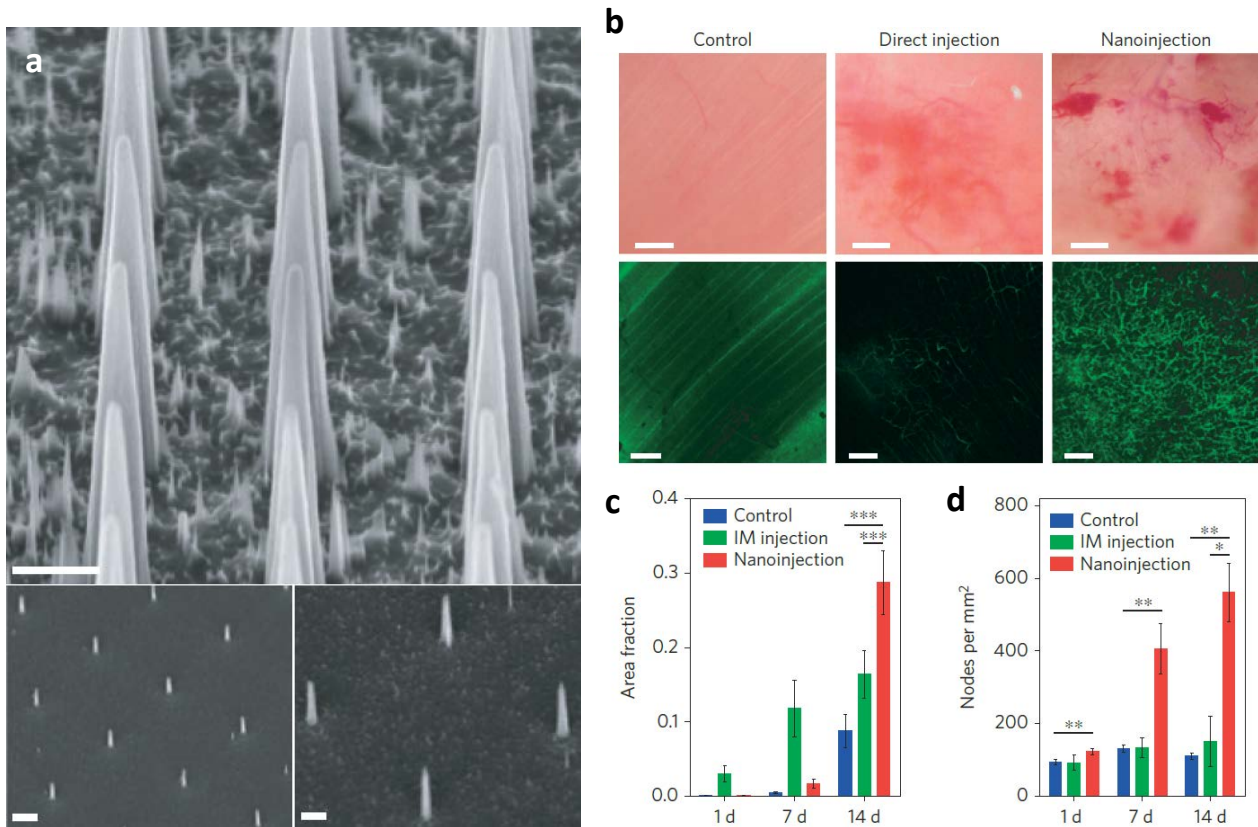 a
b
Control
Direct injection
Nanoinjection
c
Area fraction
0.4
0.3
0.2
0.1
0.0
Control
IM injection
Nanoinjection
***
***
1 d
7 d
14 d
d
Nodes per mm²
800
600
400
200
0
Control
IM injection
Nanoinjection
**
**
**
*
1 d
7 d
14 d